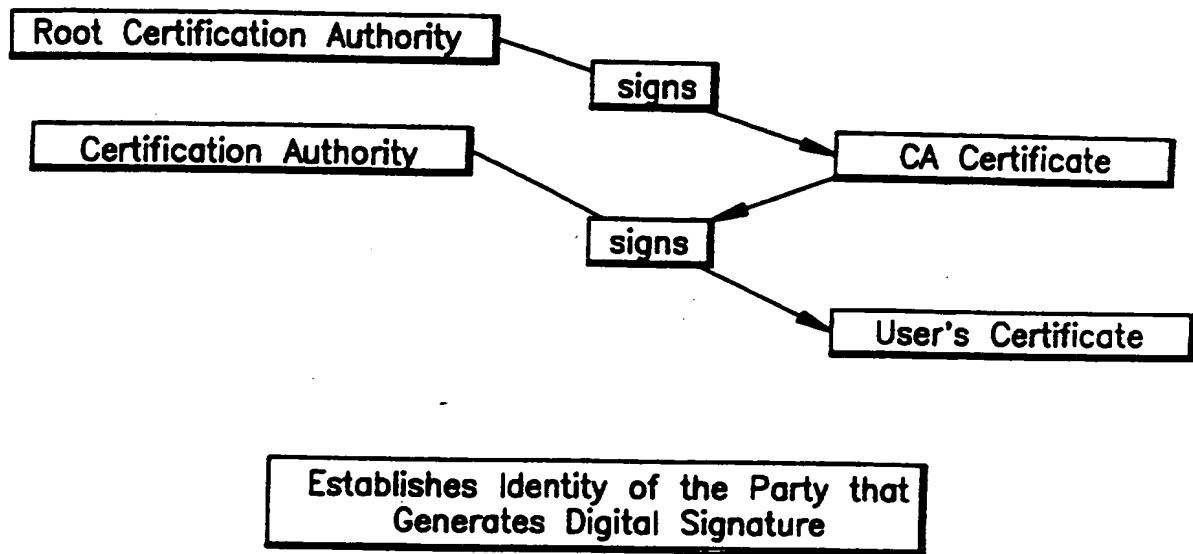 Root Certification Authority
signs
Certification Authority
CA Certificate
signs
User's Certificate
Establishes Identity of the Party that
Generates Digital Signature